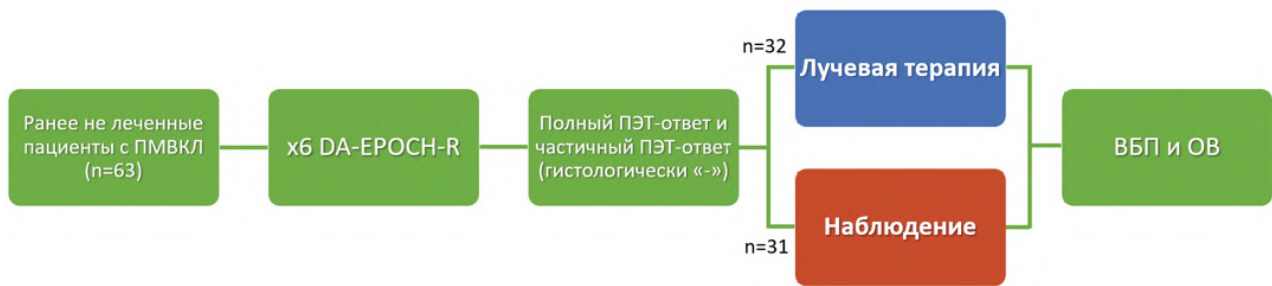 Ранее не леченные
пациенты с ПМВКЛ
(n=63)
x6 DA-EPOCH-R
Полный ПЭТ-ответ и
частичный ПЭТ-ответ
(гистологически «-»)
n=32
Лучевая терапия
Наблюдение
n=31
ВБП и ОВ